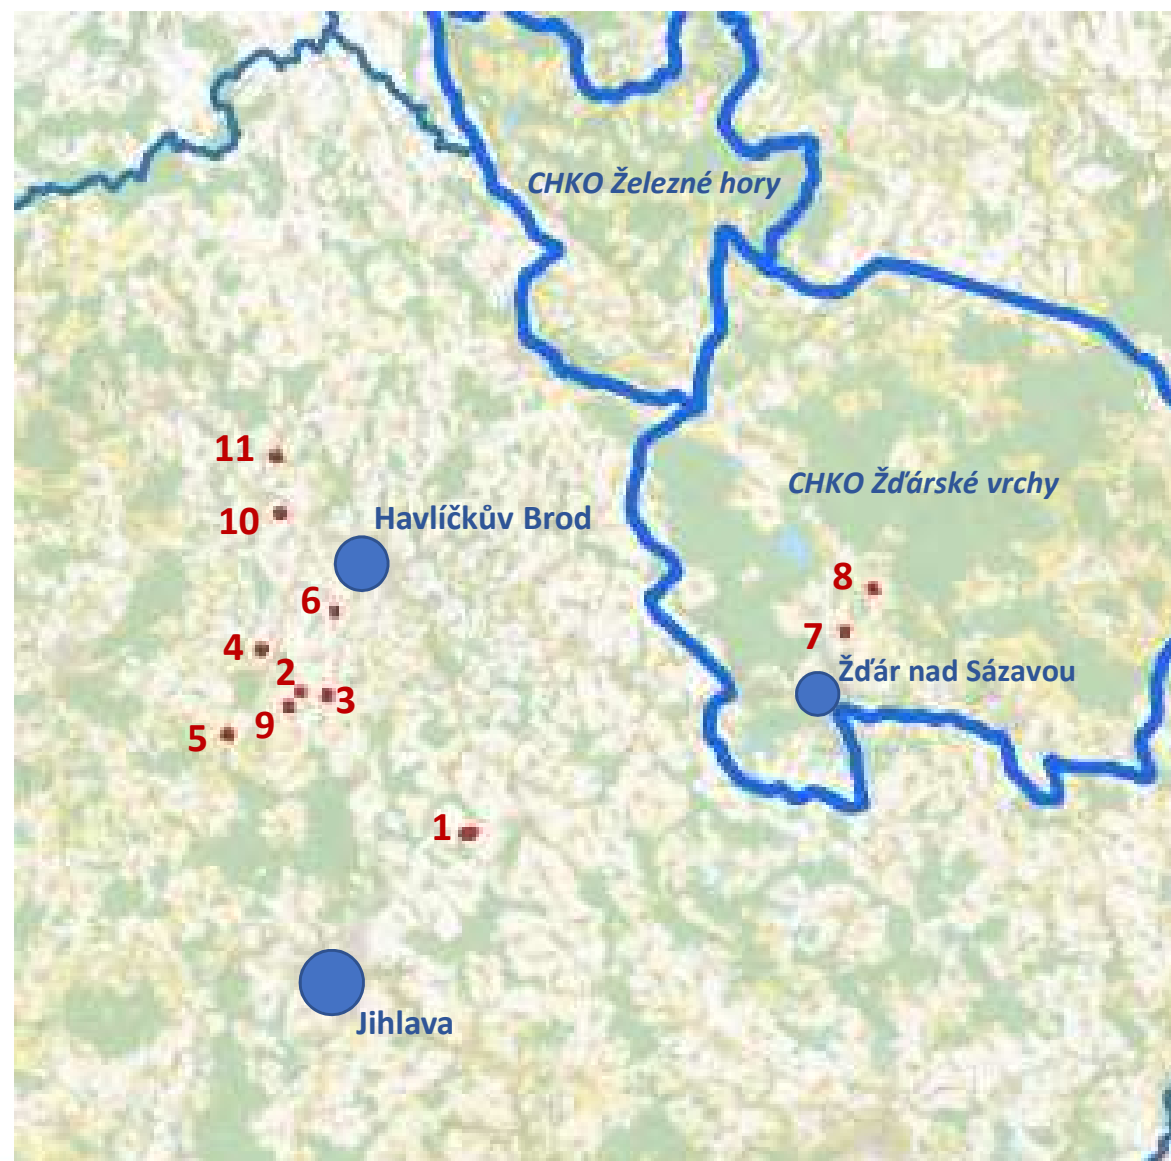 CHKO Železné hory
11
CHKO Žďárské vrchy
10
Havlíčkův Brod
8
6
7
4
2
Žďár nad Sázavou
3
9
5
1
Jihlava